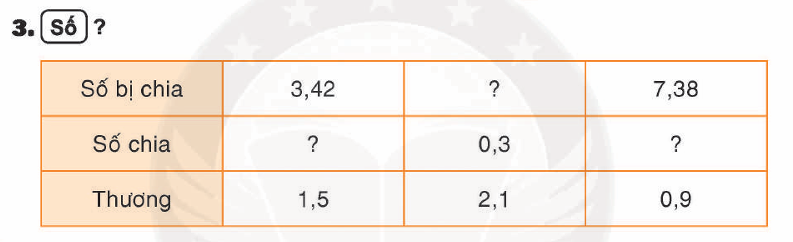 3. Số ?
Số bị chia 3,42 ? 7,38
Số chia ? 0,3 ?
Thương 1,5 2,1 0,9